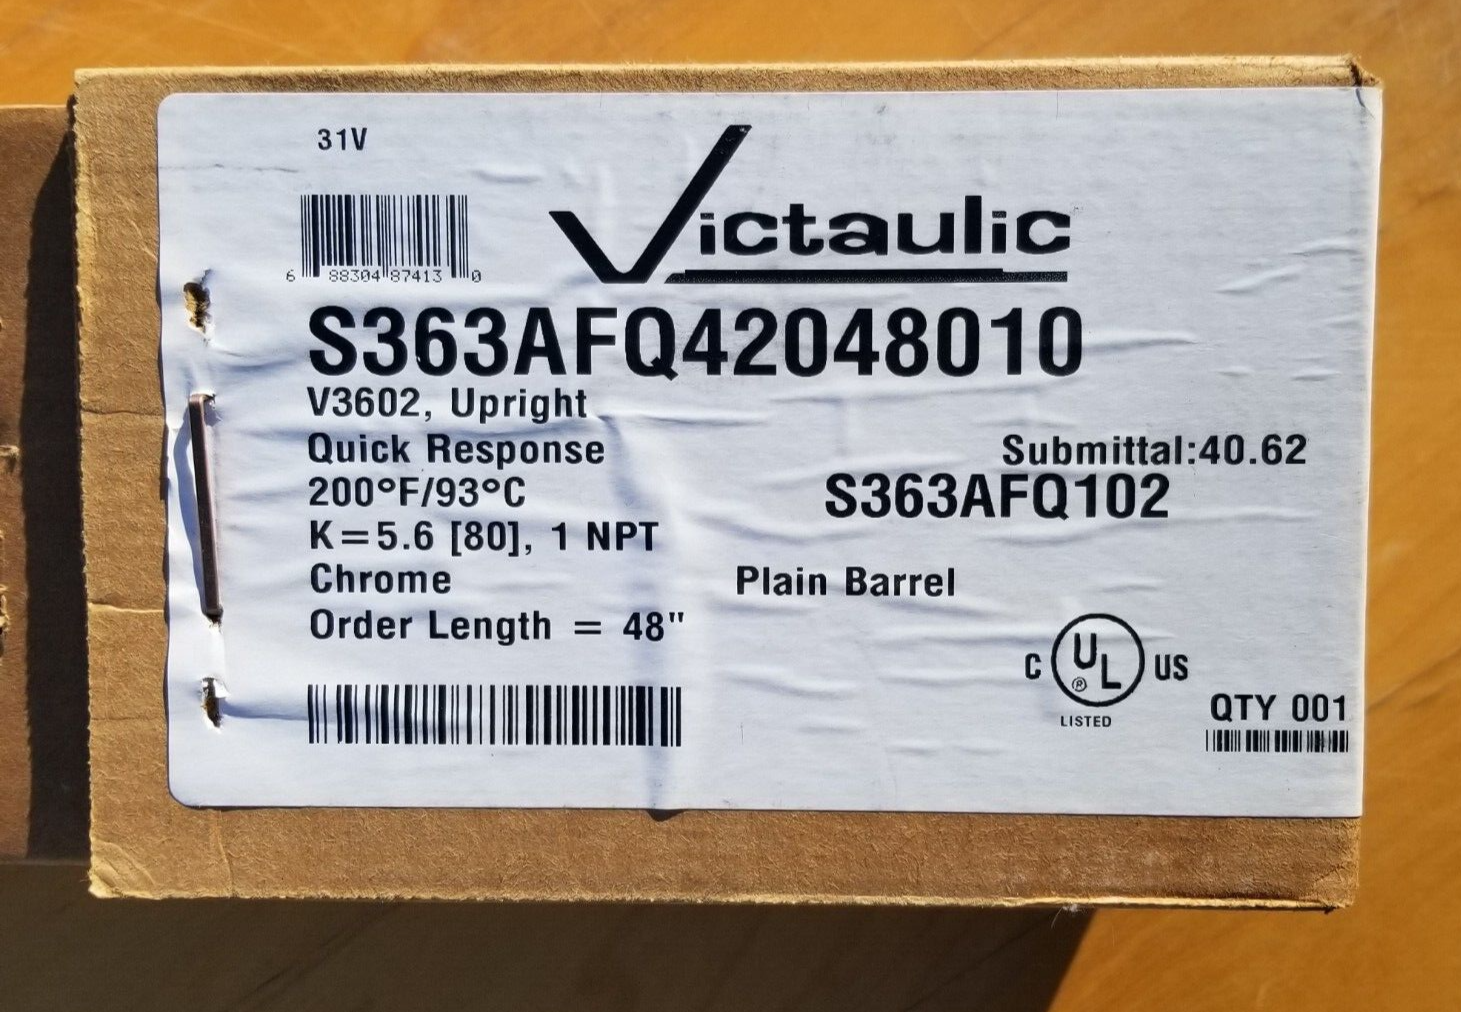 31V
Victaulic
6 88304 87413 0
S363AFQ42048010
V3602, Upright
Quick Response
Submittal:40.62
200°F/93°C
S363AFQ102
K=5.6 [80], 1 NPT
Chrome
Plain Barrel
Order Length = 48"
C UL® US
LISTED
QTY 001